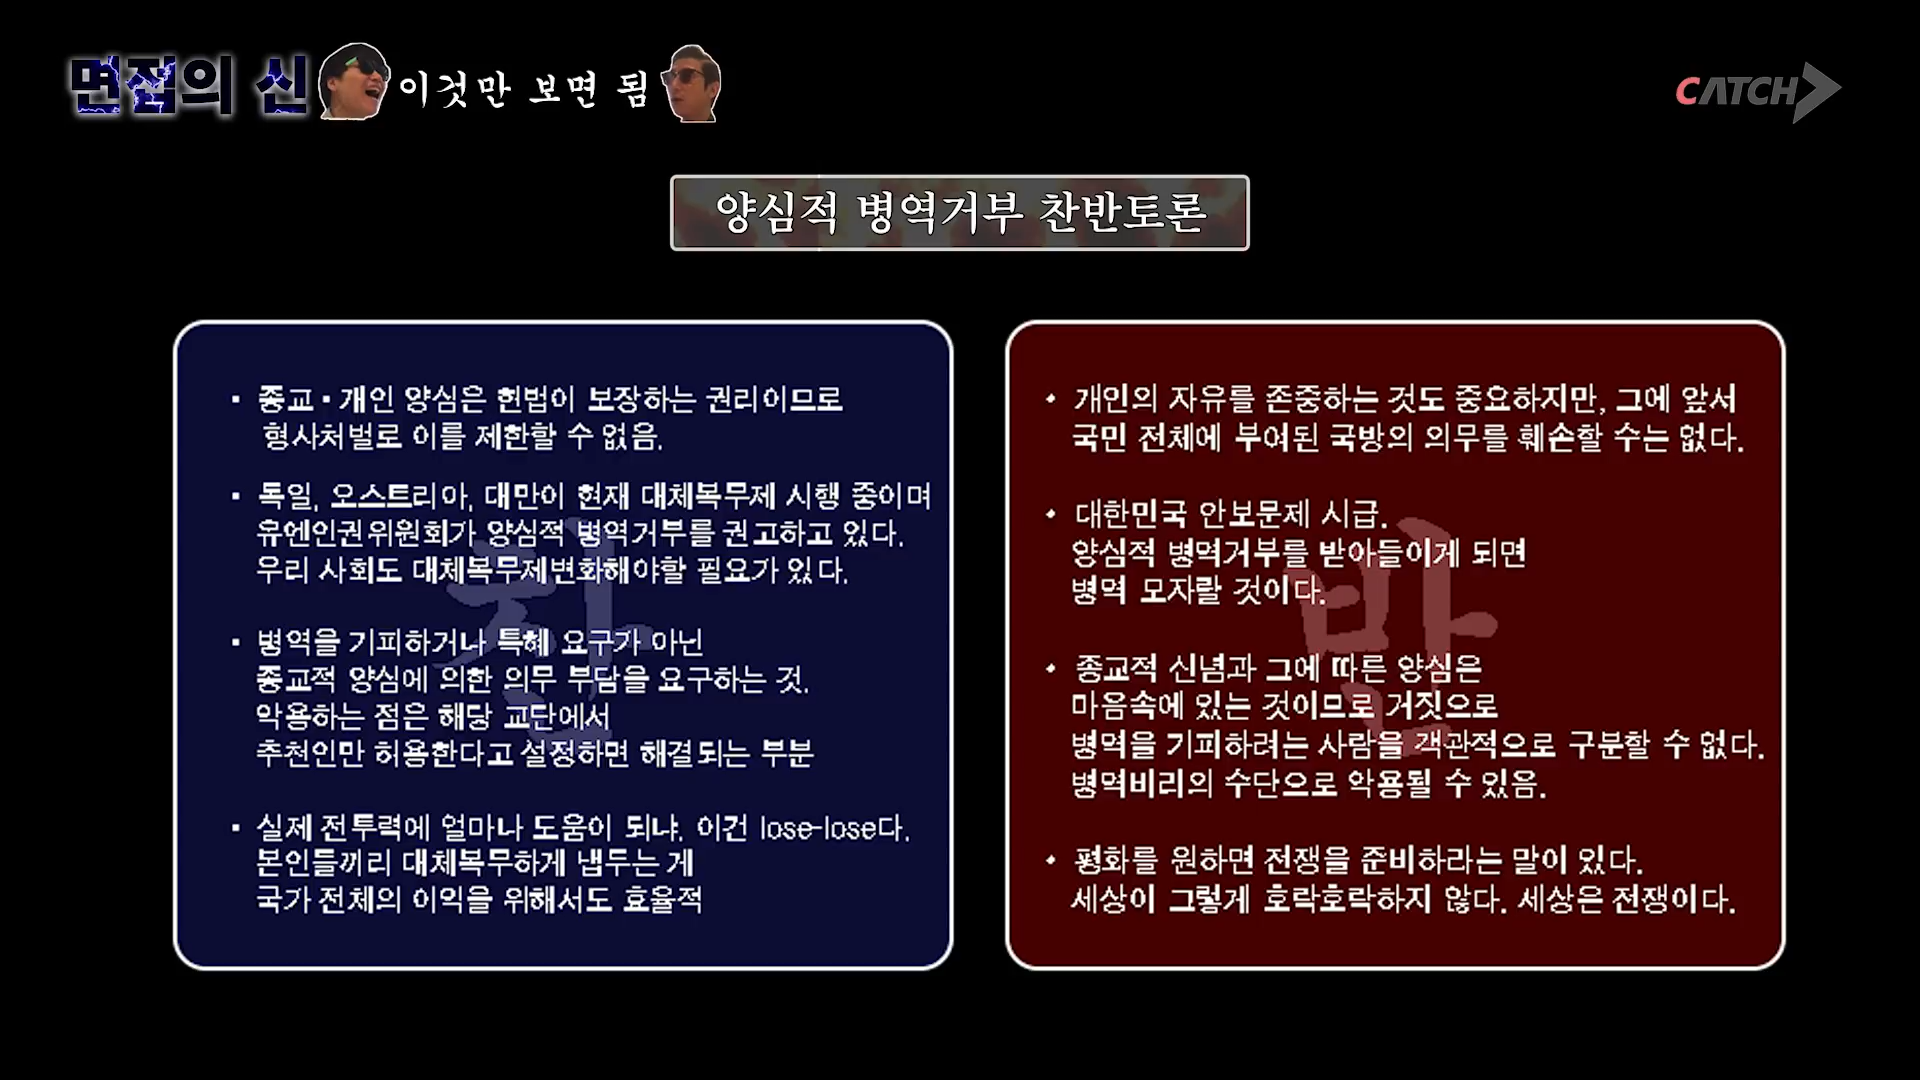 면접의 신 이것만 보면 됨
CATCH
양심적 병역거부 찬반토론
▪ 종교▪개인 양심은 헌법이 보장하는 권리이므로
형사처벌로 이를 제한할 수 없음.
▪ 독일, 오스트리아, 대만이 현재 대체복무제 시행 중이며
유엔인권위원회가 양심적 병역거부를 권고하고 있다.
우리 사회도 대체복무제변화해야할 필요가 있다.
▪ 병역을 기피하거나 특혜 요구가 아닌
종교적 양심에 의한 의무 부담을 요구하는 것.
악용하는 점은 해당 교단에서
추천인만 허용한다고 설정하면 해결되는 부분
▪ 실제 전투력에 얼마나 도움이 되냐. 이건 lose-lose다.
본인들끼리 대체복무하게 냅두는 게
국가 전체의 이익을 위해서도 효율적
찬
• 개인의 자유를 존중하는 것도 중요하지만, 그에 앞서
국민 전체에 부여된 국방의 의무를 훼손할 수는 없다.
• 대한민국 안보문제 시급.
양심적 병역거부를 받아들이게 되면
병역 모자랄 것이다.
• 종교적 신념과 그에 따른 양심은
마음속에 있는 것이므로 거짓으로
병역을 기피하려는 사람을 객관적으로 구분할 수 없다.
병역비리의 수단으로 악용될 수 있음.
• 평화를 원하면 전쟁을 준비하라는 말이 있다.
세상이 그렇게 호락호락하지 않다. 세상은 전쟁이다.
반